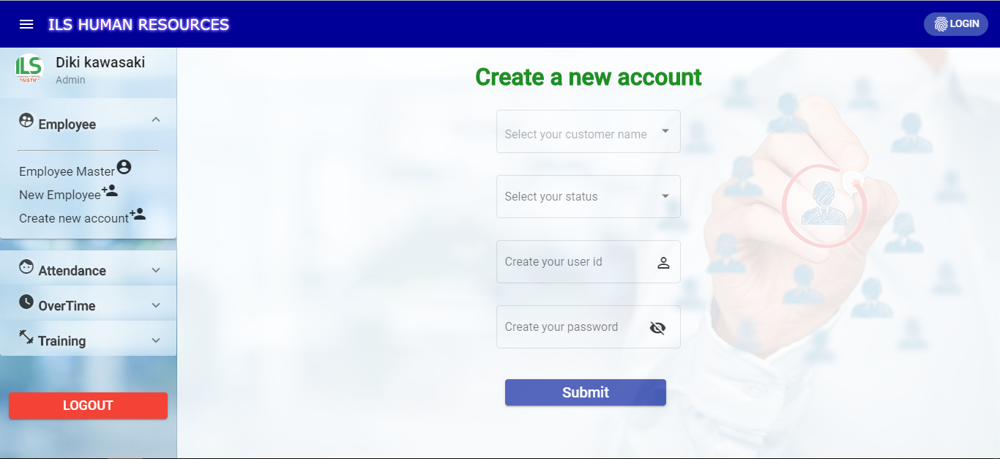 ILS HUMAN RESOURCES
LOGIN
ILS
Diki kawasaki
Admin
Employee
Employee Master
New Employee
Create new account
Attendance
OverTime
Training
LOGOUT
Create a new account
Select your customer name
Select your status
Create your user id
Create your password
Submit